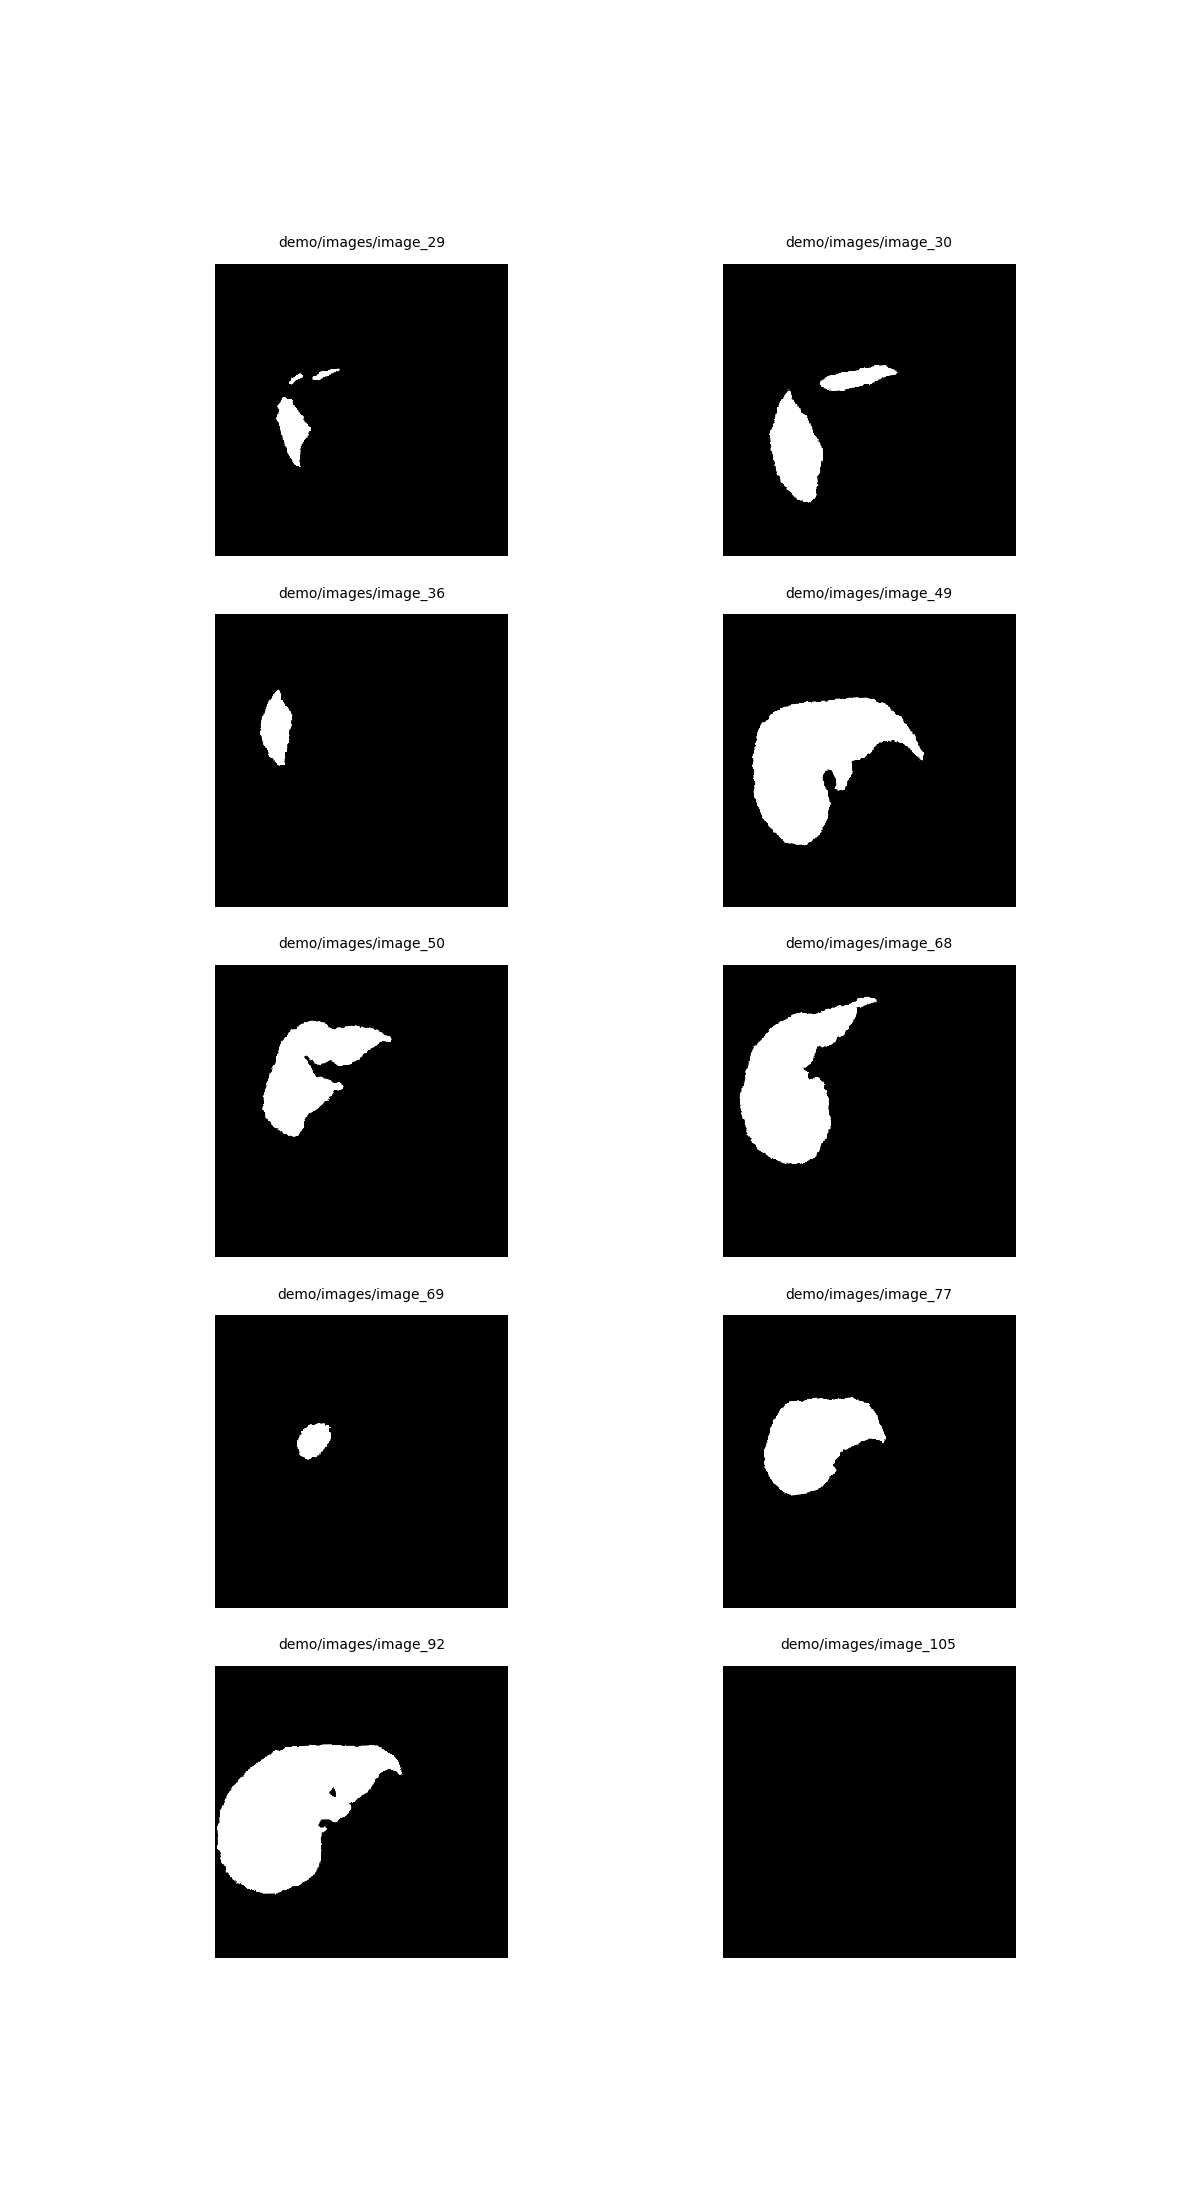 demo/images/image_29
demo/images/image_30
demo/images/image_36
demo/images/image_49
demo/images/image_50
demo/images/image_68
demo/images/image_69
demo/images/image_77
demo/images/image_92
demo/images/image_105